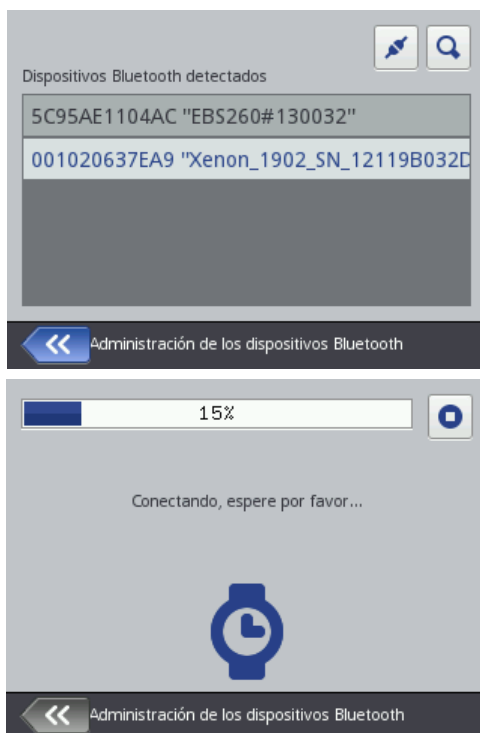 Dispositivos Bluetooth detectados
5C95AE1104AC "EBS260#130032"
001020637EA9 "Xenon_1902_SN_12119B032D
Administración de los dispositivos Bluetooth
15%
Conectando, espere por favor...
Administración de los dispositivos Bluetooth